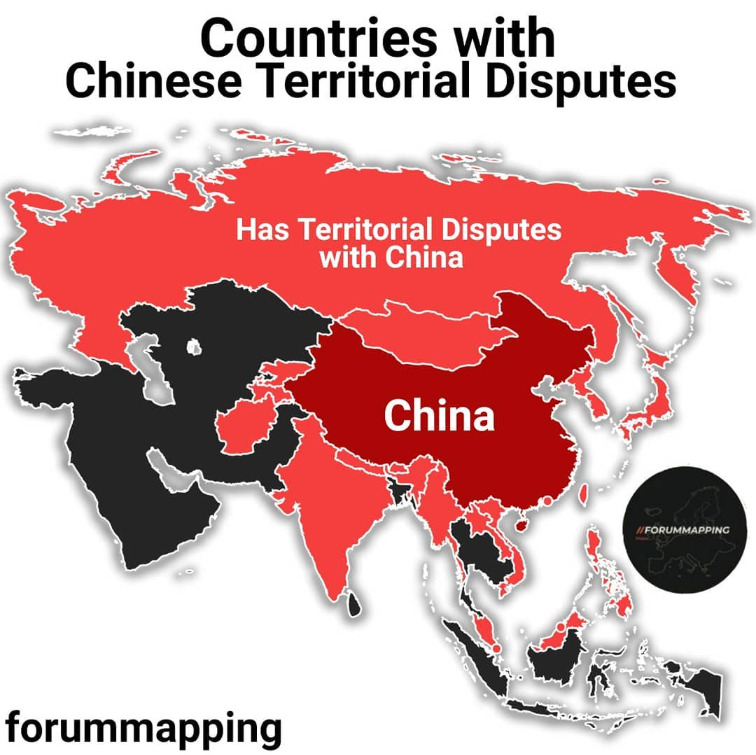 Countries with
Chinese Territorial Disputes
Has Territorial Disputes
with China
China
//FORUMMAPPING
forummapping